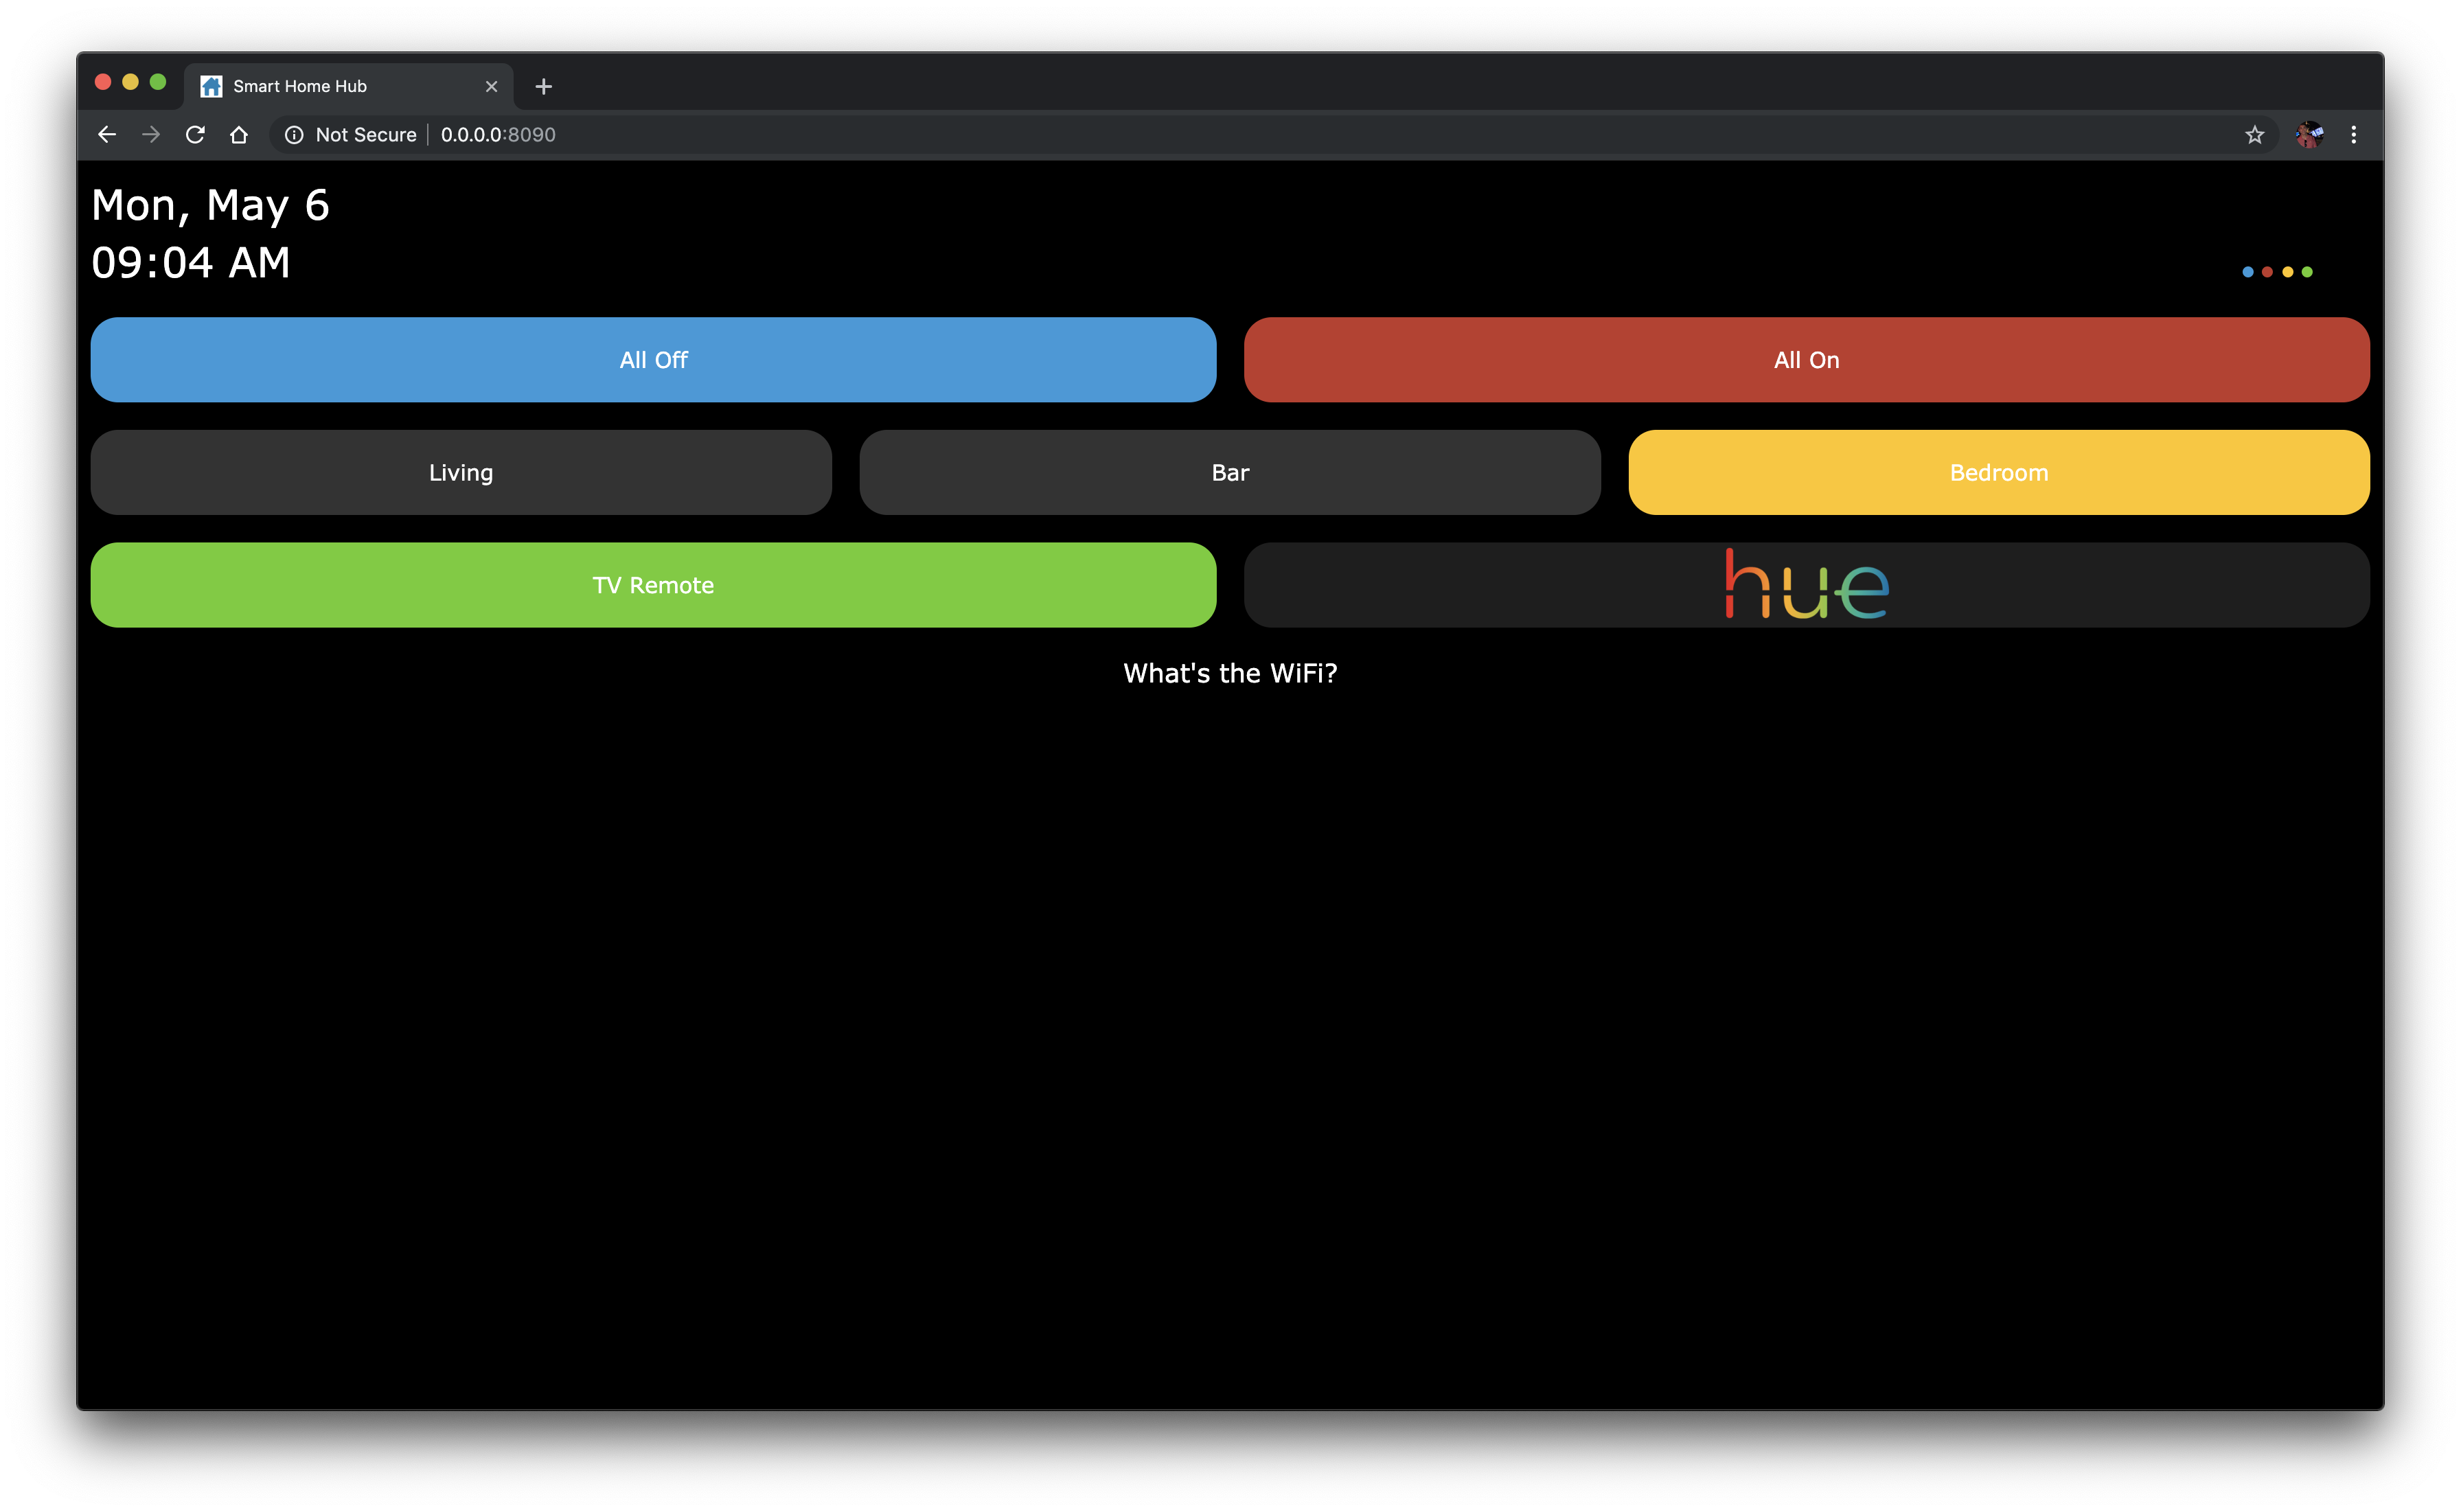 Smart Home Hub
Not Secure | 0.0.0.0:8090
Mon, May 6
09:04 AM
All Off
All On
Living
Bar
Bedroom
TV Remote
hue
What's the WiFi?